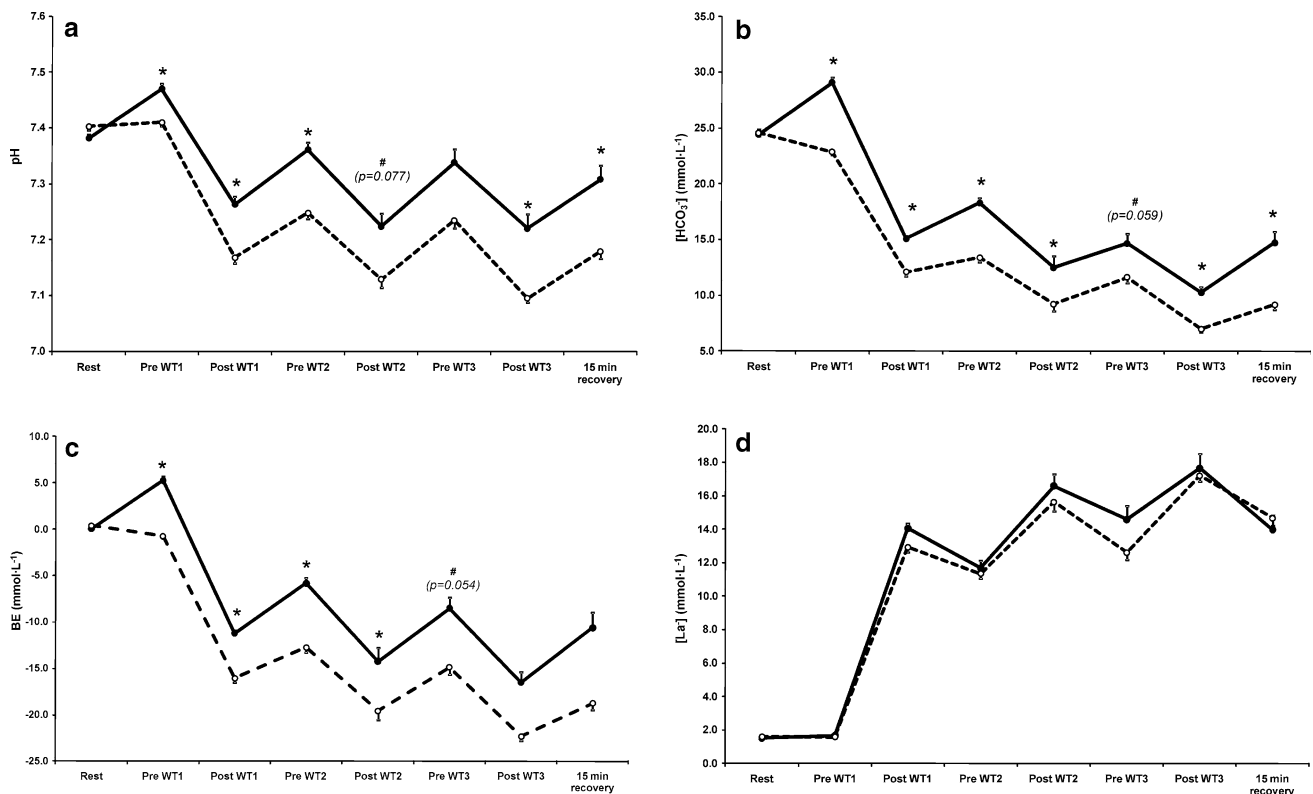 a
7.6
7.5
7.4
7.3
7.2
7.1
7.0
pH
*
*
*
#
(p=0.077)
*
*
Rest Pre WT1 Post WT1 Pre WT2 Post WT2 Pre WT3 Post WT3 15 min
recovery
b
40.0
35.0
30.0
25.0
20.0
15.0
10.0
5.0
[HCO₃⁻] (mmol·L⁻¹)
*
*
*
*
#
(p=0.059)
*
*
Rest Pre WT1 Post WT1 Pre WT2 Post WT2 Pre WT3 Post WT3 15 min
recovery
c
10.0
5.0
0.0
-5.0
-10.0
-15.0
-20.0
-25.0
BE (mmol·L⁻¹)
*
*
*
*
#
(p=0.054)
Rest Pre WT1 Post WT1 Pre WT2 Post WT2 Pre WT3 Post WT3 15 min
recovery
d
20.0
18.0
16.0
14.0
12.0
10.0
8.0
6.0
4.0
2.0
0.0
[La⁻] (mmol·L⁻¹)
Rest Pre WT1 Post WT1 Pre WT2 Post WT2 Pre WT3 Post WT3 15 min
recovery